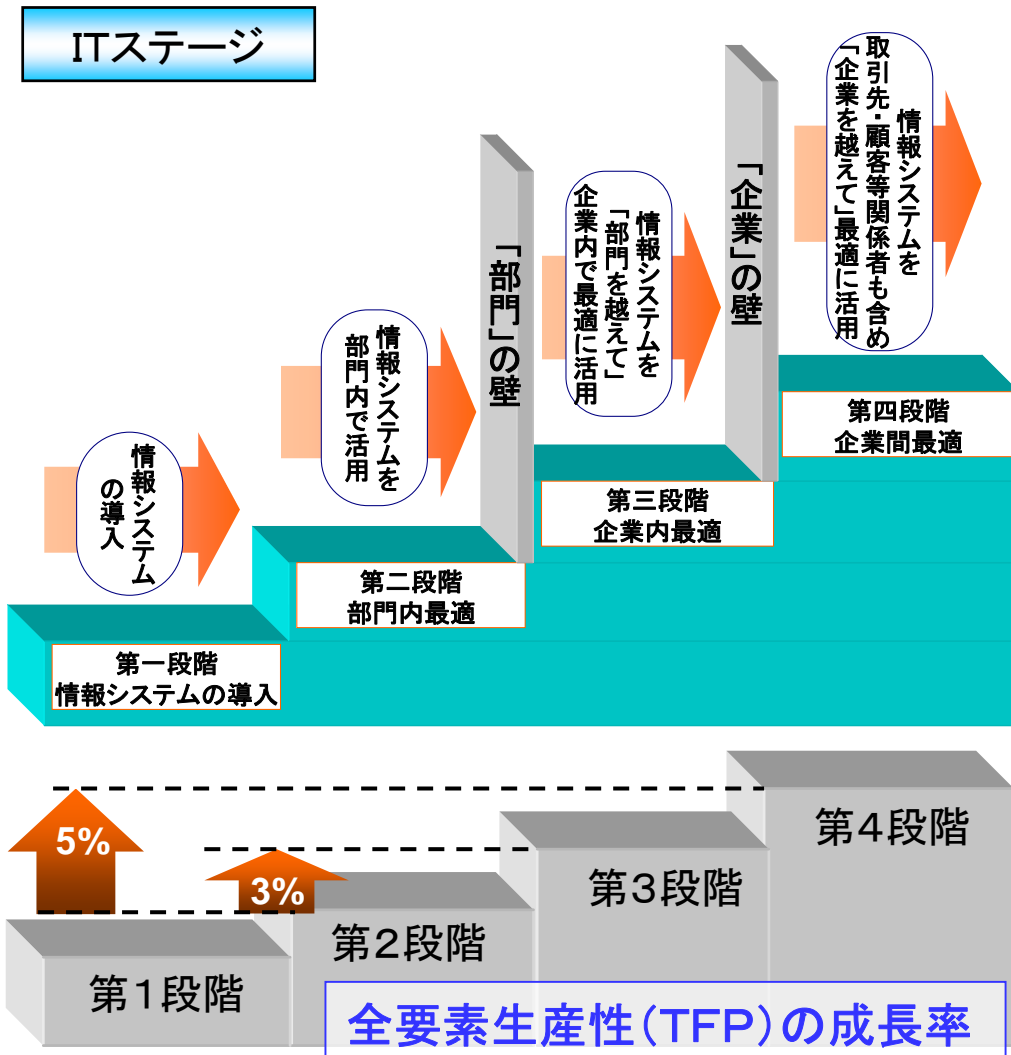 ITステージ
情報システム
の導入
情報システムを
部門内で活用
「部門」の壁
情報システムを
「部門を越えて」
企業内で最適に活用
「企業」の壁
情報システムを
取引先・顧客等関係者も含め
「企業を越えて」最適に活用
第一段階
情報システムの導入
第二段階
部門内最適
第三段階
企業内最適
第四段階
企業間最適
5%
3%
第1段階
第2段階
第3段階
第4段階
全要素生産性(TFP)の成長率